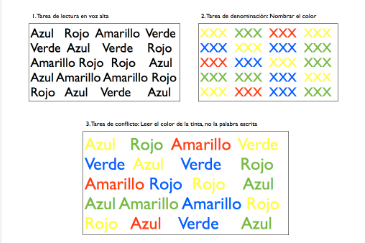 1. Tarea de lectura en voz alta
Azul Rojo Amarillo Verde
Verde Azul Verde Rojo
Amarillo Rojo Rojo Azul
Azul Amarillo Amarillo Rojo
Rojo Azul Verde Azul
2. Tarea de denominación: Nombrar el color
XXX XXX XXX XXX
XXX XXX XXX XXX
XXX XXX XXX XXX
XXX XXX XXX XXX
XXX XXX XXX XXX
3. Tarea de conflicto: Leer el color de la tinta, no la palabra escrita
Azul Rojo Amarillo Verde
Verde Azul Verde Rojo
Amarillo Rojo Rojo Azul
Azul Amarillo Amarillo Rojo
Rojo Azul Verde Azul